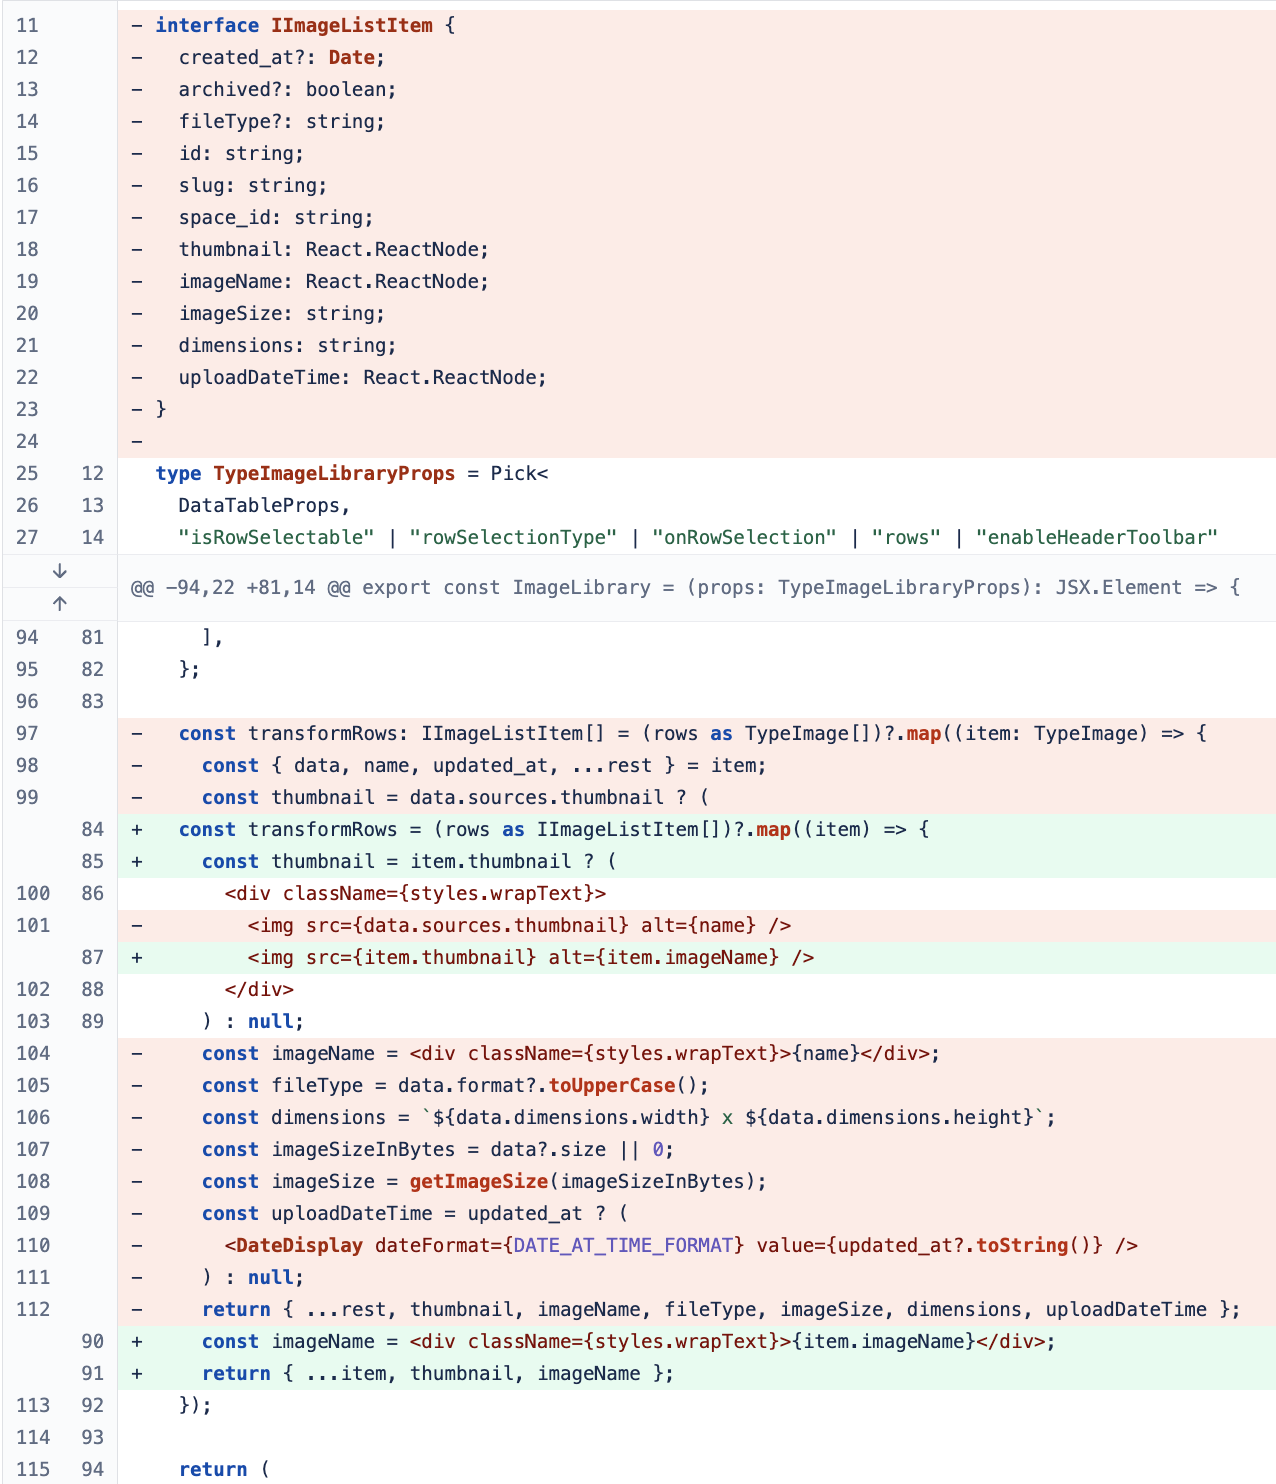 11 - interface IImageListItem {
12 - created_at?: Date;
13 - archived?: boolean;
14 - fileType?: string;
15 - id: string;
16 - slug: string;
17 - space_id: string;
18 - thumbnail: React.ReactNode;
19 - imageName: React.ReactNode;
20 - imageSize: string;
21 - dimensions: string;
22 - uploadDateTime: React.ReactNode;
23 - }
24 -
25 12 type TypeImageLibraryProps = Pick<
26 13 DataTableProps,
27 14 "isRowSelectable" | "rowSelectionType" | "onRowSelection" | "rows" | "enableHeaderToolbar"
@@ -94,22 +81,14 @@ export const ImageLibrary = (props: TypeImageLibraryProps): JSX.Element => {
94 81 ],
95 82 };
96 83
97 - const transformRows: IImageListItem[] = (rows as TypeImage[])?.map((item: TypeImage) => {
98 - const { data, name, updated_at, ...rest } = item;
99 - const thumbnail = data.sources.thumbnail ? (
84 + const transformRows = (rows as IImageListItem[])?.map((item) => {
85 + const thumbnail = item.thumbnail ? (
100 86 <div className={styles.wrapText}>
101 - <img src={data.sources.thumbnail} alt={name} />
87 + <img src={item.thumbnail} alt={item.imageName} />
102 88 </div>
103 89 ) : null;
104 - const imageName = <div className={styles.wrapText}>{name}</div>;
105 - const fileType = data.format?.toUpperCase();
106 - const dimensions = `${data.dimensions.width} x ${data.dimensions.height}`;
107 - const imageSizeInBytes = data?.size || 0;
108 - const imageSize = getImageSize(imageSizeInBytes);
109 - const uploadDateTime = updated_at ? (
110 - <DateDisplay dateFormat={DATE_AT_TIME_FORMAT} value={updated_at?.toString()} />
111 - ) : null;
112 - return { ...rest, thumbnail, imageName, fileType, imageSize, dimensions, uploadDateTime };
90 + const imageName = <div className={styles.wrapText}>{item.imageName}</div>;
91 + return { ...item, thumbnail, imageName };
113 92 });
114 93
115 94 return (